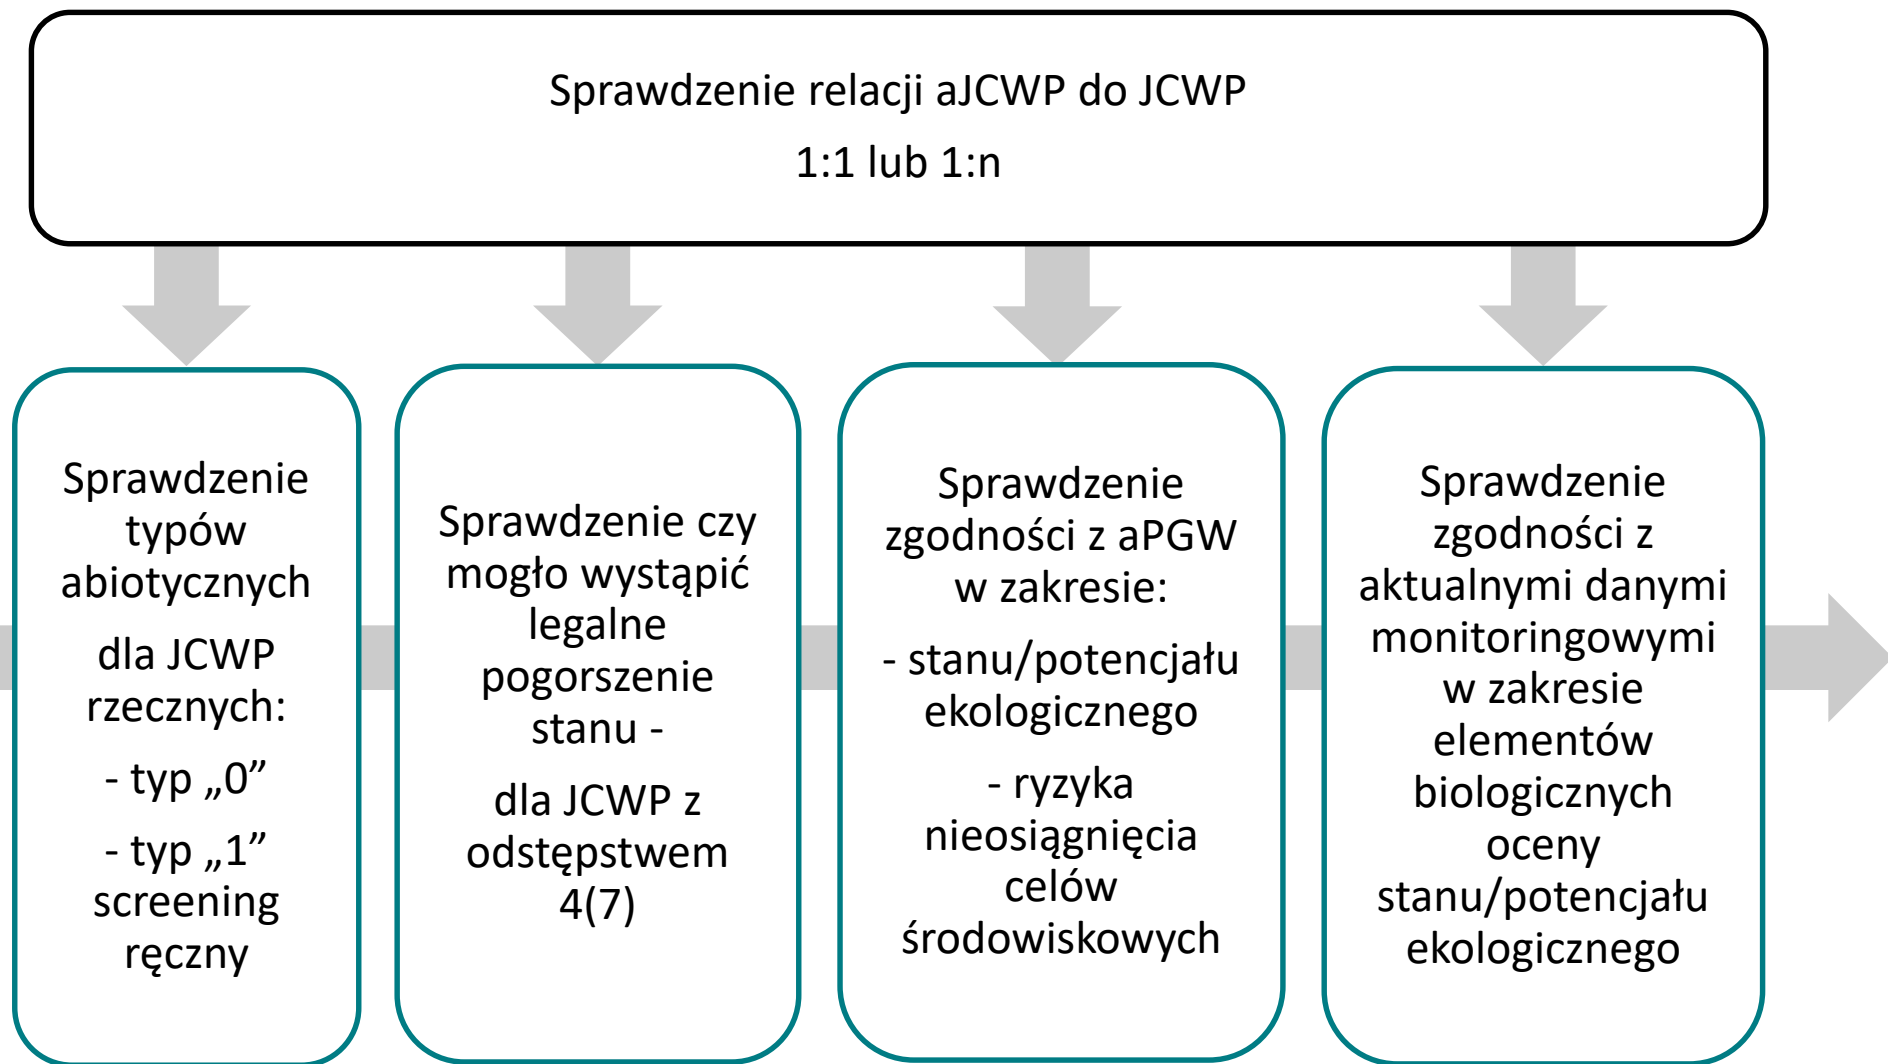 Sprawdzenie relacji aJCWP do JCWP
1:1 lub 1:n
Sprawdzenie
typów
abiotycznych
dla JCWP
rzecznych:
- typ „0”
- typ „1”
screening
ręczny
Sprawdzenie czy
mogło wystąpić
legalne
pogorszenie
stanu -
dla JCWP z
odstępstwem
4(7)
Sprawdzenie
zgodności z aPGW
w zakresie:
- stanu/potencjału
ekologicznego
- ryzyka
nieosiągnięcia
celów
środowiskowych
Sprawdzenie
zgodności z
aktualnymi danymi
monitoringowymi
w zakresie
elementów
biologicznych
oceny
stanu/potencjału
ekologicznego